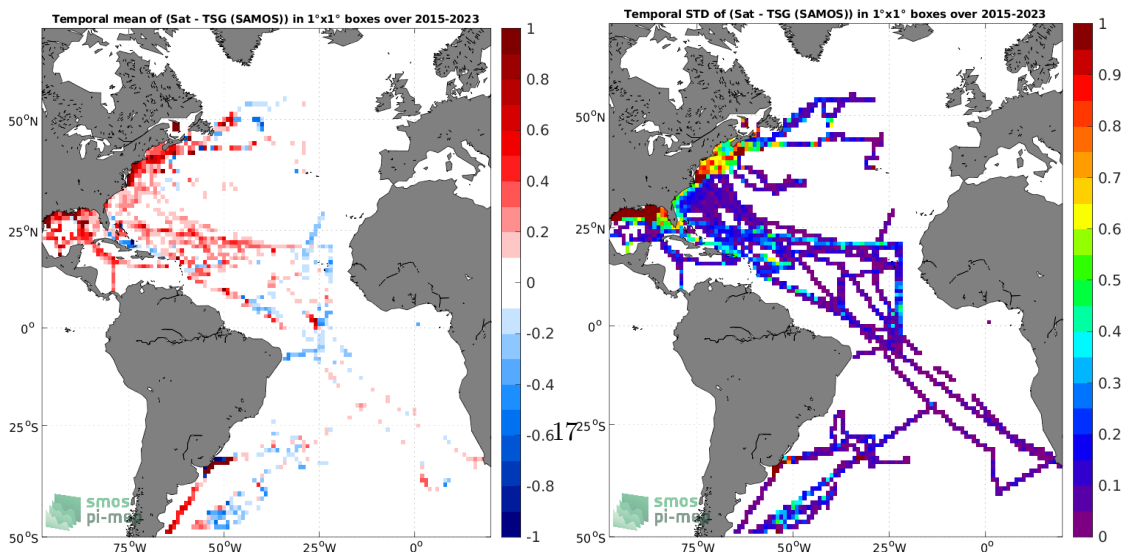 Temporal mean of (Sat - TSG (SAMOS)) in 1°x1° boxes over 2015-2023
50°N
25°N
0°
25°S
50°S
75°W
50°W
25°W
0°
1
0.8
0.6
0.4
0.2
0
-0.2
-0.4
-0.6
-0.8
-1
smos
pi-mep
17
Temporal STD of (Sat - TSG (SAMOS)) in 1°x1° boxes over 2015-2023
50°N
25°N
0°
25°S
50°S
75°W
50°W
25°W
0°
1
0.9
0.8
0.7
0.6
0.5
0.4
0.3
0.2
0.1
0
smos
pi-mep